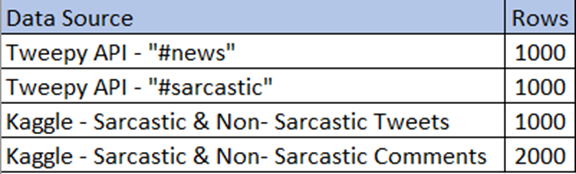 Data Source Rows
Tweepy API - "#news" 1000
Tweepy API - "#sarcastic" 1000
Kaggle - Sarcastic & Non- Sarcastic Tweets 1000
Kaggle - Sarcastic & Non- Sarcastic Comments 2000